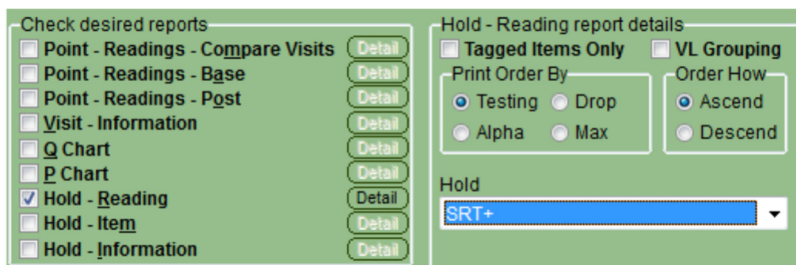 Check desired reports
Point - Readings - Compare Visits Detail
Point - Readings - Base Detail
Point - Readings - Post Detail
Visit - Information Detail
Q Chart Detail
P Chart Detail
Hold - Reading Detail
Hold - Item Detail
Hold - Information Detail
Hold - Reading report details
Tagged Items Only VL Grouping
Print Order By Order How
Testing Drop Ascend
Alpha Max Descend
Hold
SRT+